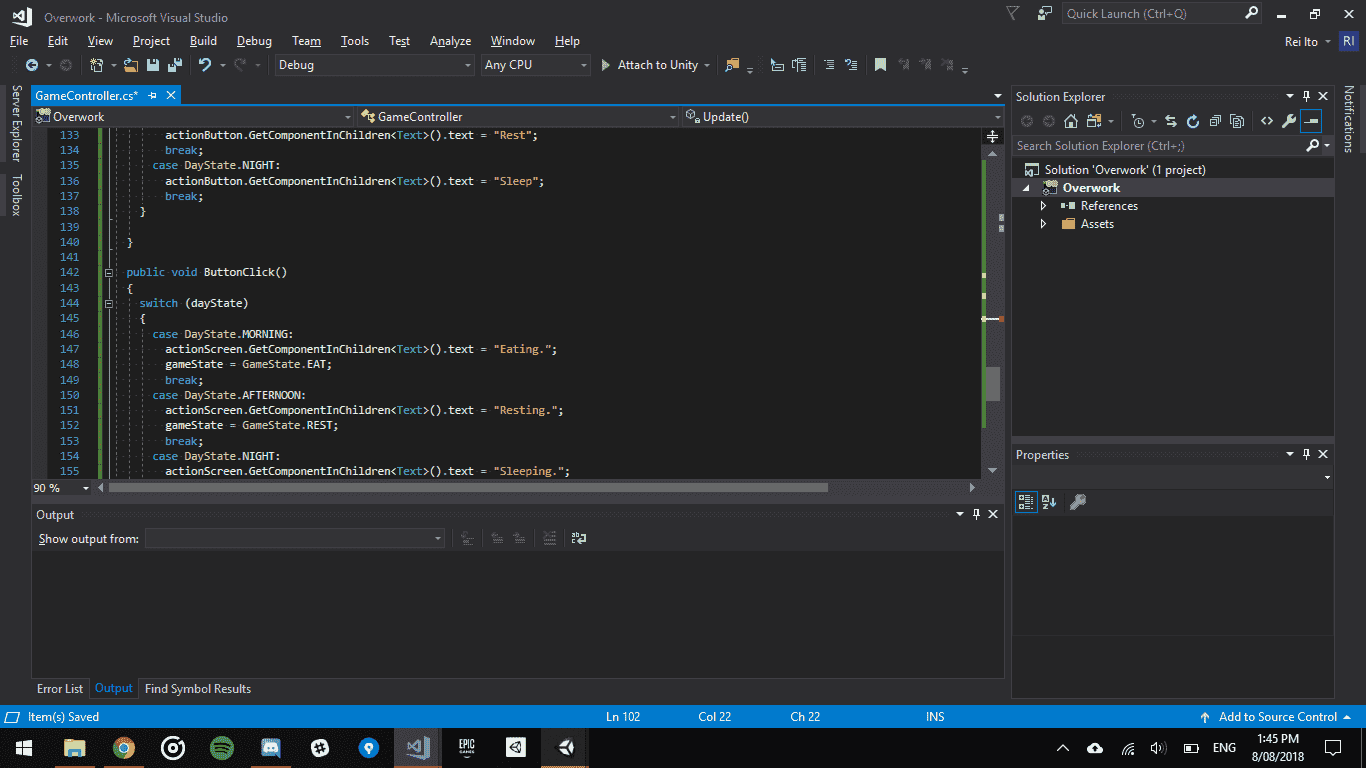 Overwork - Microsoft Visual Studio
Quick Launch (Ctrl+Q)
File Edit View Project Build Debug Team Tools Test Analyze Window Help
Rei Ito RI
Debug Any CPU Attach to Unity
Server Explorer
Toolbox
GameController.cs*
Overwork GameController Update()
133 actionButton.GetComponentInChildren<Text>().text = "Rest";
134 break;
135 case DayState.NIGHT:
136 actionButton.GetComponentInChildren<Text>().text = "Sleep";
137 break;
138 }
139
140 }
141
142 public void ButtonClick()
143 {
144 switch (dayState)
145 {
146 case DayState.MORNING:
147 actionScreen.GetComponentInChildren<Text>().text = "Eating.";
148 gameState = GameState.EAT;
149 break;
150 case DayState.AFTERNOON:
151 actionScreen.GetComponentInChildren<Text>().text = "Resting.";
152 gameState = GameState.REST;
153 break;
154 case DayState.NIGHT:
155 actionScreen.GetComponentInChildren<Text>().text = "Sleeping.";
90 %
Output
Show output from:
Error List Output Find Symbol Results
Solution Explorer
Search Solution Explorer (Ctrl+;)
Solution 'Overwork' (1 project)
Overwork
References
Assets
Properties
Notifications
Item(s) Saved Ln 102 Col 22 Ch 22 INS Add to Source Control
EPIC
GAMES
ENG
1:45 PM
8/08/2018